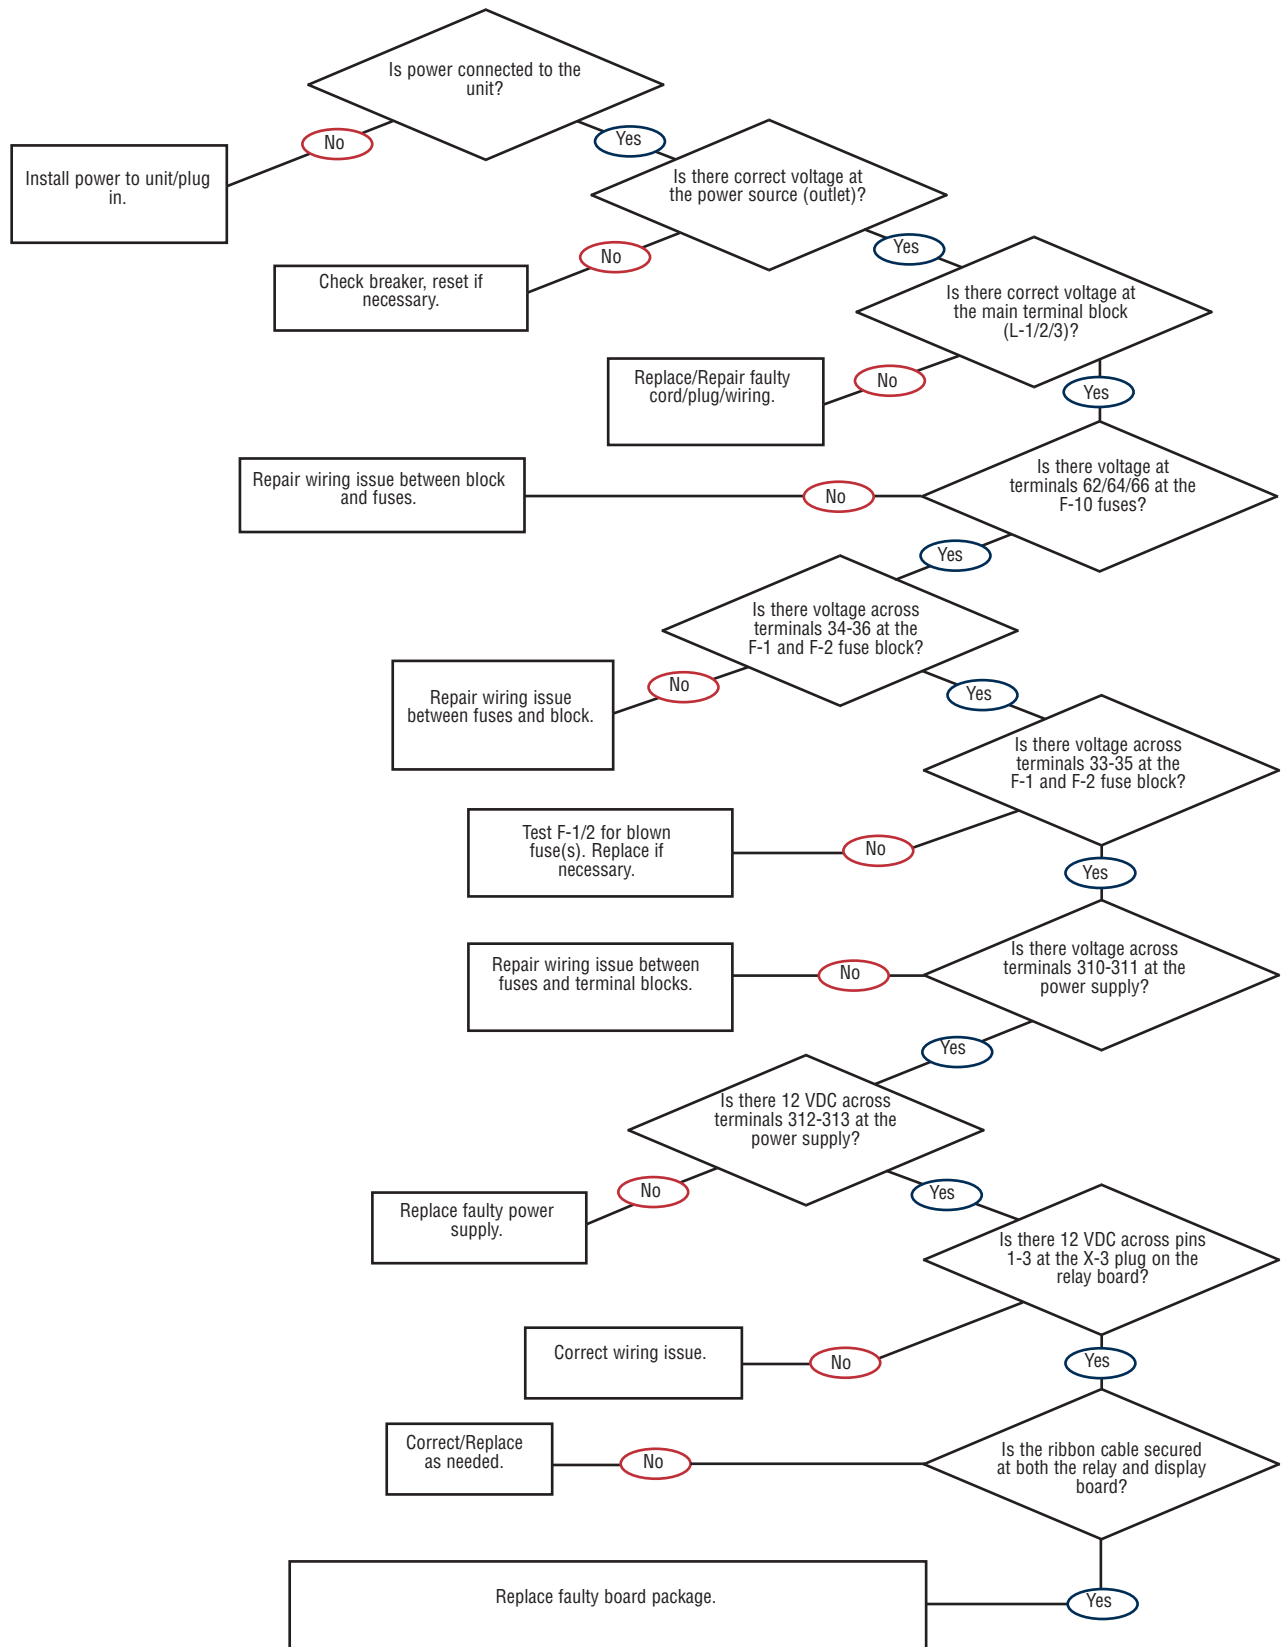 Is power connected to the
unit?
No
Yes
Install power to unit/plug
in.
Is there correct voltage at
the power source (outlet)?
No
Yes
Check breaker, reset if
necessary.
Is there correct voltage at
the main terminal block
(L-1/2/3)?
No
Yes
Replace/Repair faulty
cord/plug/wiring.
Is there voltage at
terminals 62/64/66 at the
F-10 fuses?
No
Yes
Repair wiring issue between block
and fuses.
Is there voltage across
terminals 34-36 at the
F-1 and F-2 fuse block?
No
Yes
Repair wiring issue
between fuses and block.
Is there voltage across
terminals 33-35 at the
F-1 and F-2 fuse block?
No
Yes
Test F-1/2 for blown
fuse(s). Replace if
necessary.
Is there voltage across
terminals 310-311 at the
power supply?
No
Yes
Repair wiring issue between
fuses and terminal blocks.
Is there 12 VDC across
terminals 312-313 at the
power supply?
No
Yes
Replace faulty power
supply.
Is there 12 VDC across pins
1-3 at the X-3 plug on the
relay board?
No
Yes
Correct wiring issue.
Is the ribbon cable secured
at both the relay and display
board?
No
Yes
Correct/Replace
as needed.
Replace faulty board package.